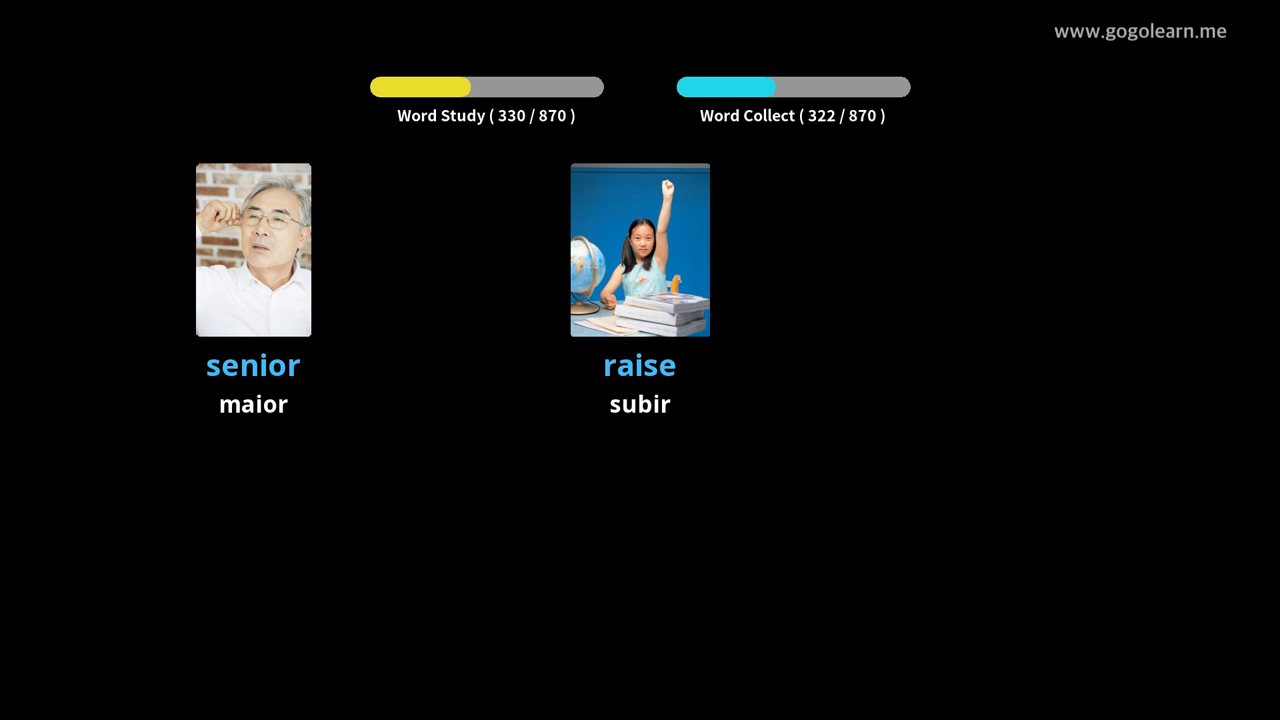 www.gogolearn.me
Word Study ( 330 / 870 )
Word Collect ( 322 / 870 )
senior
maior
raise
subir